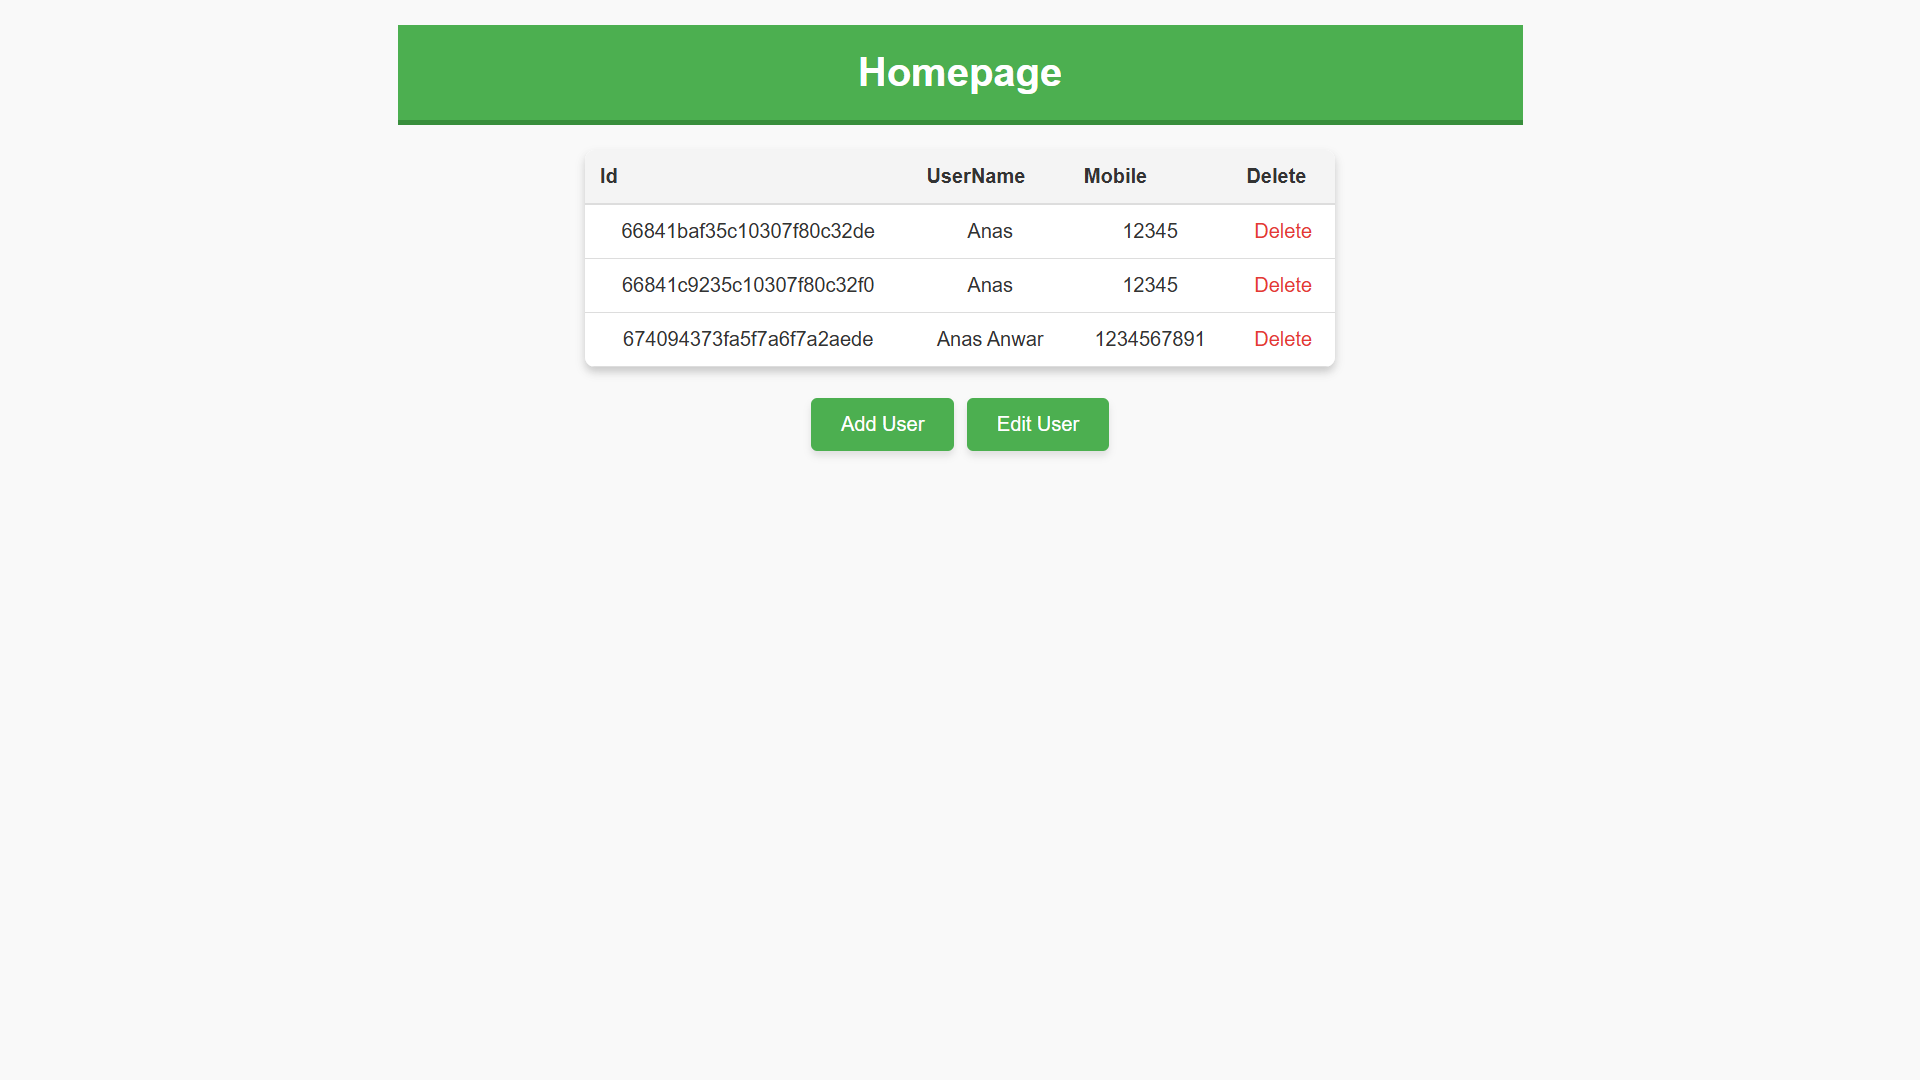 Homepage
Id UserName Mobile Delete
66841baf35c10307f80c32de Anas 12345 Delete
66841c9235c10307f80c32f0 Anas 12345 Delete
674094373fa5f7a6f7a2aede Anas Anwar 1234567891 Delete
Add User Edit User